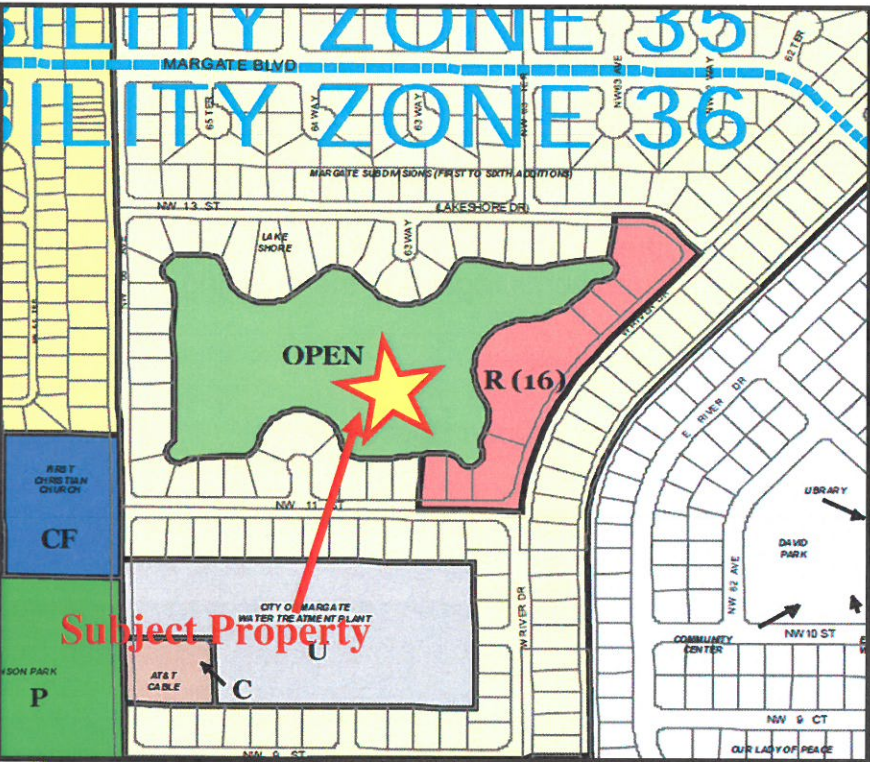 BILITY ZONE 35
MARGATE BLVD
BILITY ZONE 36
62 TER
NW 63 AVE
65 TER
64 WAY
63 WAY
NW 63 TER
MARGATE SUBDIVISIONS (FIRST TO SIXTH ADDITIONS)
NW 13 ST
(LAKESHORE DR)
LAKE
SHORE
63 WAY
OPEN
R (16)
W RIVER DR
E RIVER DR
FIRST
CHRISTIAN
CHURCH
CF
NW 11 ST
LIBRARY
DAVID
PARK
NW 62 AVE
CITY OF MARGATE
WATER TREATMENT PLANT
Subject Property
U
W RIVER DR
COMMUNITY
CENTER
NW 10 ST
NSON PARK
P
AT&T
CABLE
C
NW 9 CT
NW 9 ST
OUR LADY OF PEACE